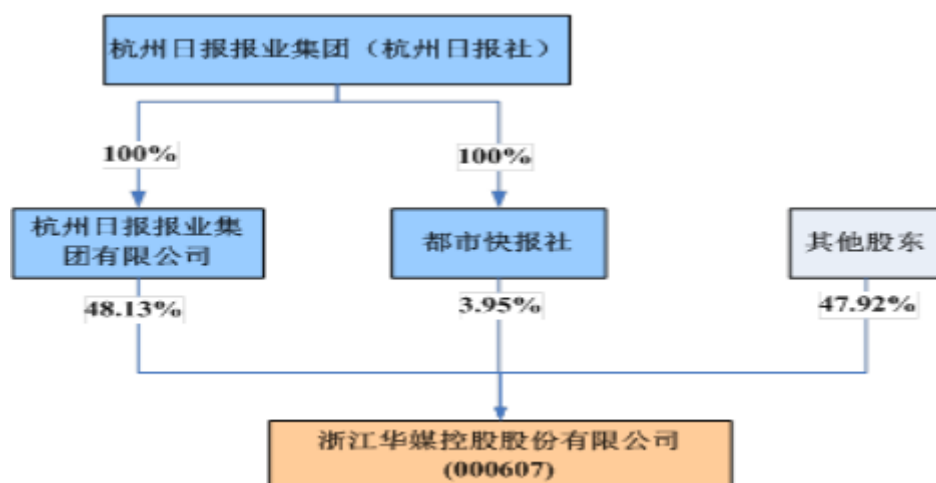 杭州日报报业集团（杭州日报社）
100%
100%
杭州日报报业集
团有限公司
都市快报社
其他股东
48.13%
3.95%
47.92%
浙江华媒控股股份有限公司
(000607)